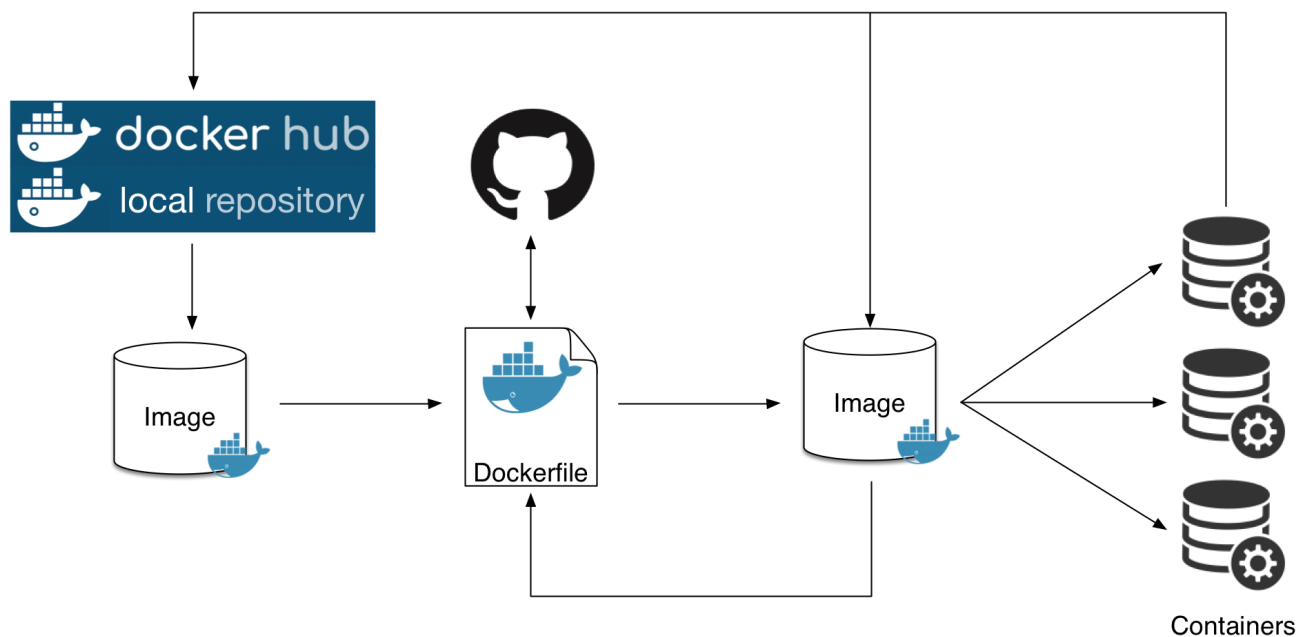 docker hub
local repository
Image
Dockerfile
Image
Containers